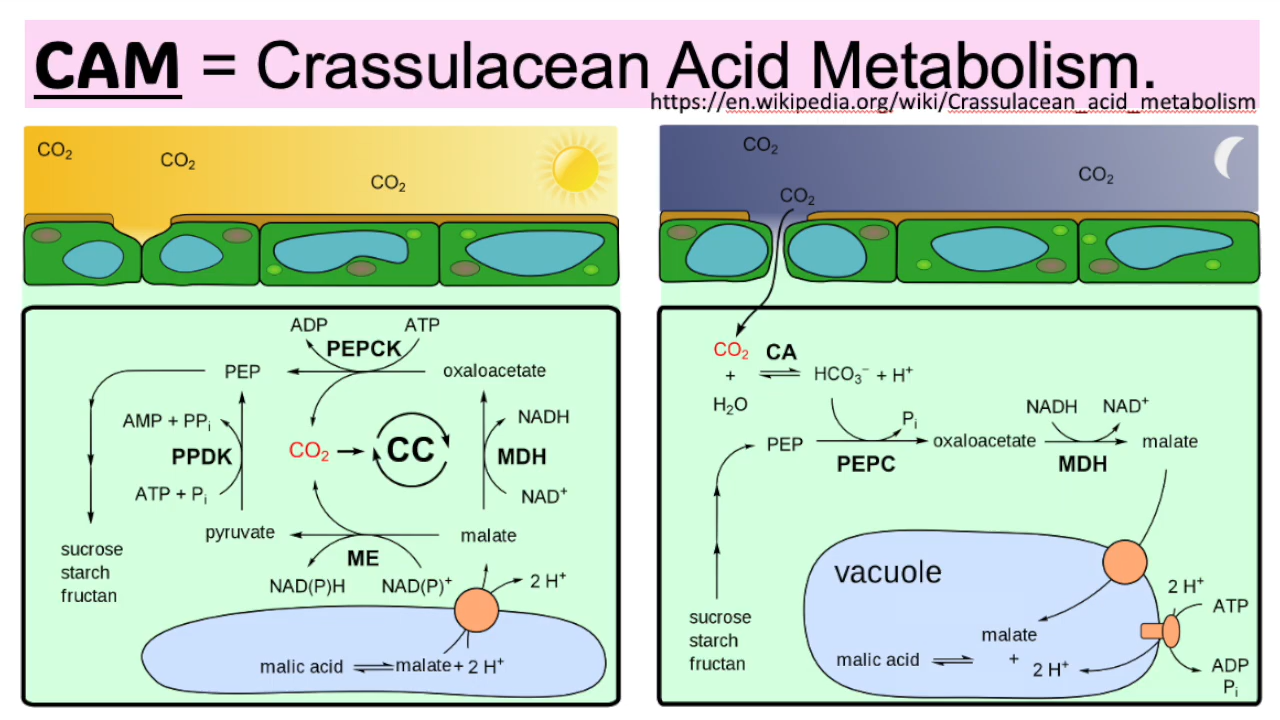 CAM = Crassulacean Acid Metabolism.
https://en.wikipedia.org/wiki/Crassulacean_acid_metabolism
CO₂
CO₂
CO₂
ADP
ATP
PEPCK
PEP
oxaloacetate
AMP + PPᵢ
NADH
PPDK
CO₂
CC
MDH
ATP + Pᵢ
NAD⁺
pyruvate
malate
ME
sucrose
starch
fructan
NAD(P)H
NAD(P)⁺
2 H⁺
malic acid ⇌ malate + 2 H⁺
CO₂
CO₂
CO₂
CO₂
CA
+
HCO₃⁻ + H⁺
H₂O
Pᵢ
NADH
NAD⁺
PEP
oxaloacetate
malate
PEPC
MDH
vacuole
2 H⁺
ATP
sucrose
starch
fructan
malate
malic acid ⇌ +
2 H⁺
ADP
Pᵢ